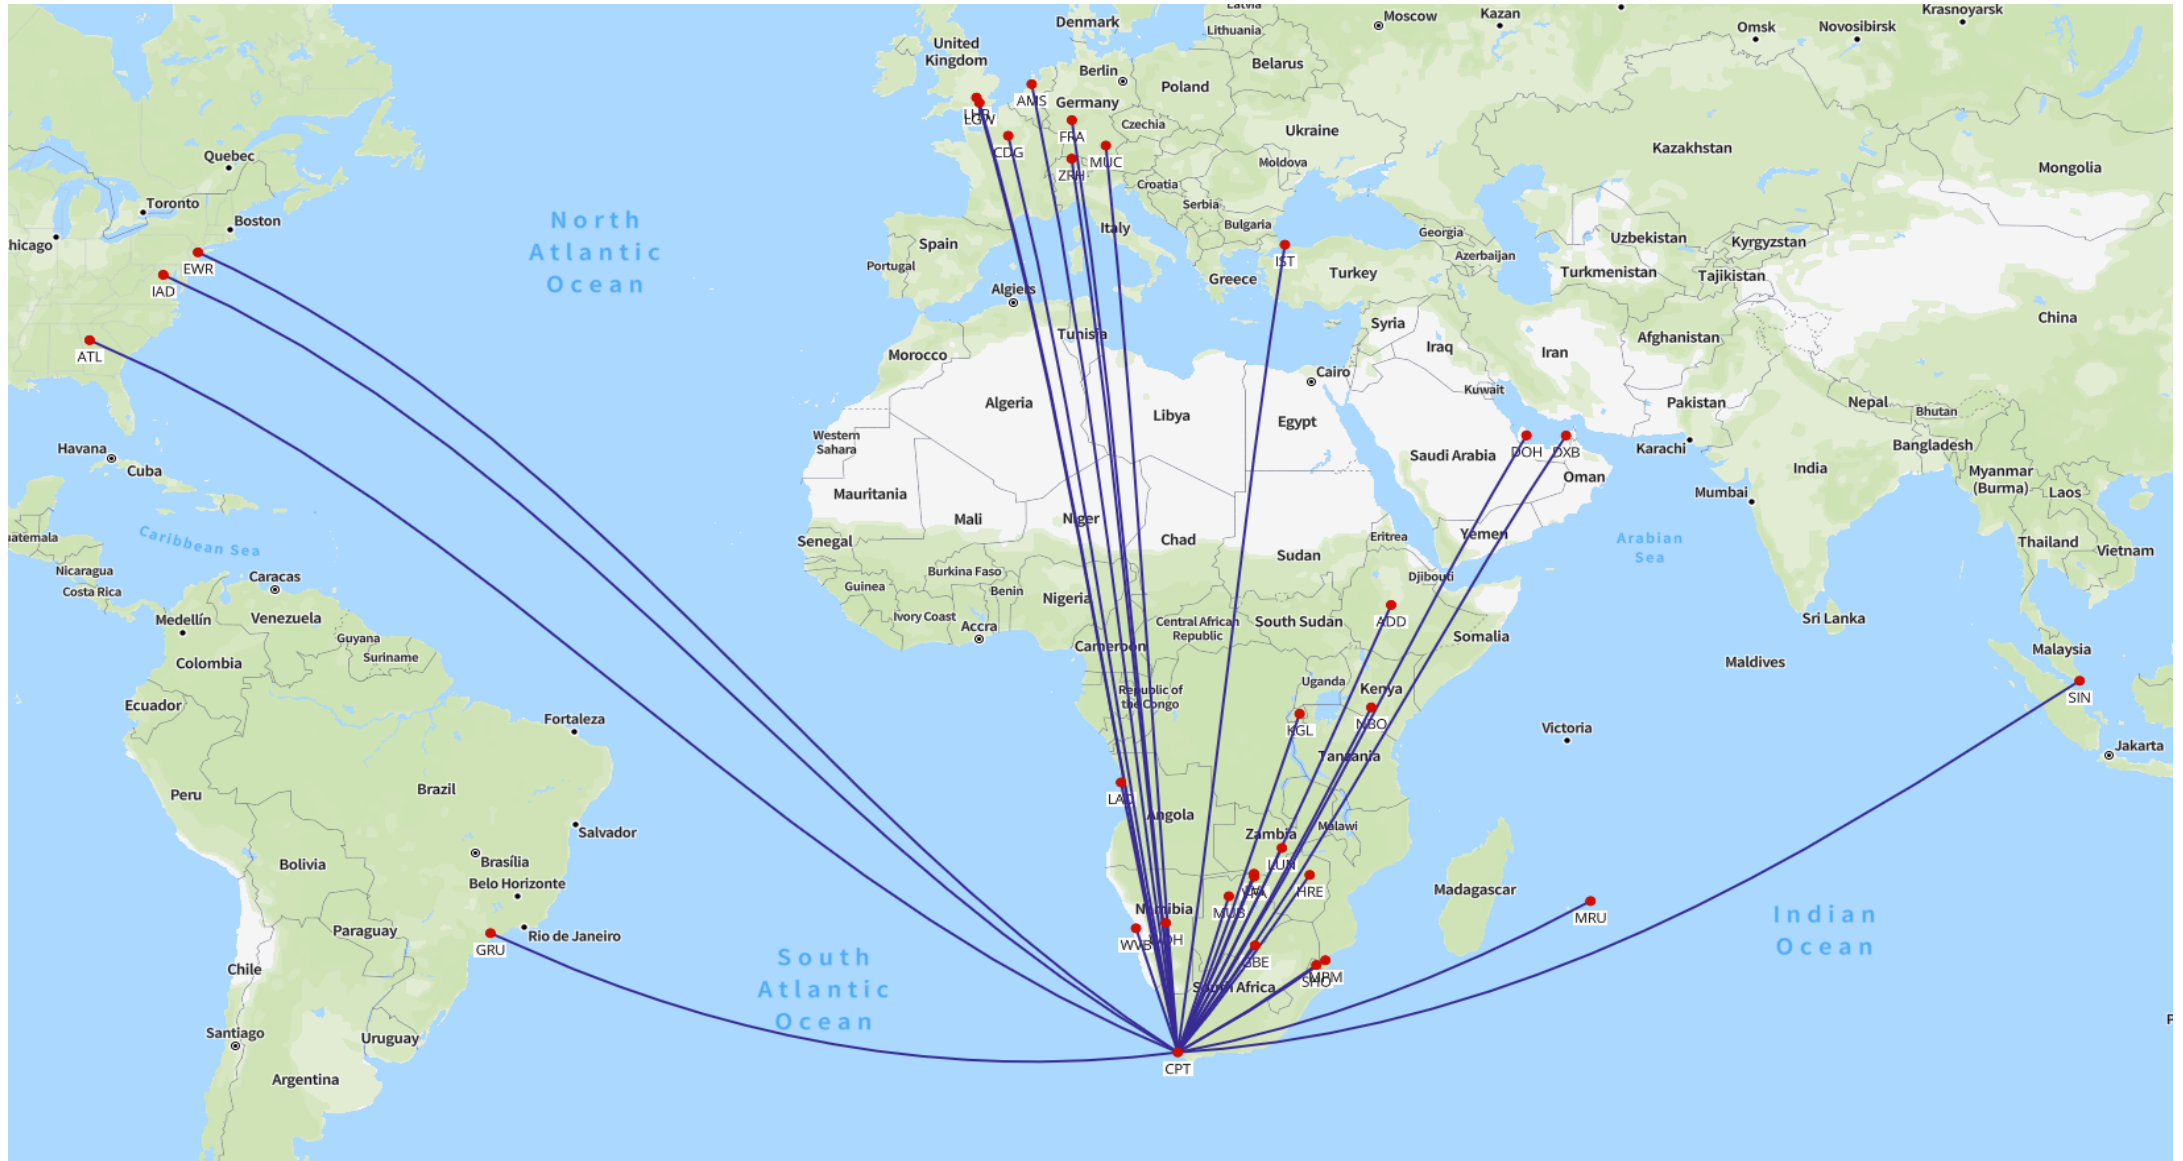 Latvia
Denmark
Moscow
Kazan
Krasnoyarsk
Omsk
Novosibirsk
Lithuania
United
Kingdom
Berlin
Belarus
Poland
AMS
Germany
LGW
Czechia
Ukraine
FRA
CDG
MUC
ZRH
Moldova
Kazakhstan
Mongolia
Quebec
Croatia
Toronto
Serbia
Boston
North
Atlantic
Ocean
hicago
Spain
Italy
Bulgaria
Georgia
Uzbekistan
Kyrgyzstan
Portugal
EWR
IST
Azerbaijan
Greece
Turkey
Turkmenistan
Tajikistan
IAD
Algiers
Syria
China
Tunisia
Afghanistan
ATL
Morocco
Iraq
Iran
Cairo
Kuwait
Algeria
Libya
Egypt
Pakistan
Nepal
Bhutan
Western
Sahara
Havana
Cuba
DOH
DXB
Saudi Arabia
Karachi
Bangladesh
India
Oman
Myanmar
(Burma)
Laos
Mauritania
Mumbai
Mali
Niger
Caribbean Sea
uatemala
Senegal
Chad
Sudan
Eritrea
Yemen
Arabian
Sea
Thailand
Vietnam
Nicaragua
Costa Rica
Caracas
Burkina Faso
Guinea
Benin
Nigeria
Djibouti
Medellín
Venezuela
Ivory Coast
Accra
Central African
Republic
South Sudan
ADD
Sri Lanka
Guyana
Suriname
Somalia
Cameroon
Colombia
Maldives
Malaysia
Uganda
Republic of
the Congo
Kenya
SIN
Ecuador
Fortaleza
KGL
NBO
Victoria
Jakarta
Tanzania
Peru
Brazil
LAD
Angola
Salvador
Zambia
Malawi
Bolivia
Brasília
LUN
Belo Horizonte
HRE
Madagascar
MUB
Namibia
MRU
Indian
Ocean
Paraguay
Rio de Janeiro
GRU
WVB
WDH
GBE
Chile
South
Atlantic
Ocean
MPM
SHO
South Africa
Santiago
Uruguay
CPT
Argentina